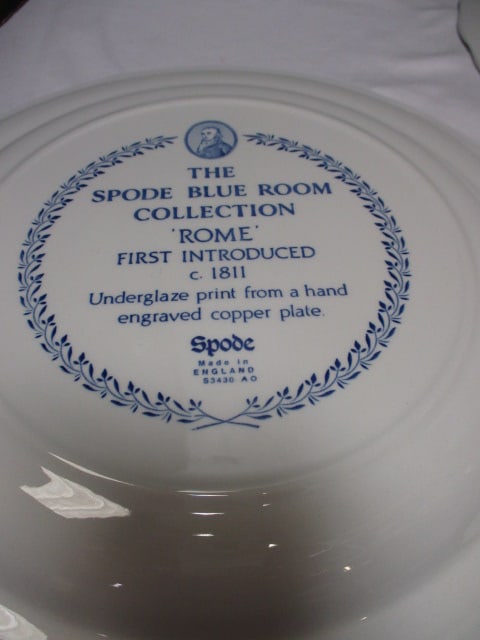 THE
SPODE BLUE ROOM
COLLECTION
'ROME'
FIRST INTRODUCED
c. 1811
Underglaze print from a hand
engraved copper plate.
Spode
Made in
ENGLAND
S3430 AO